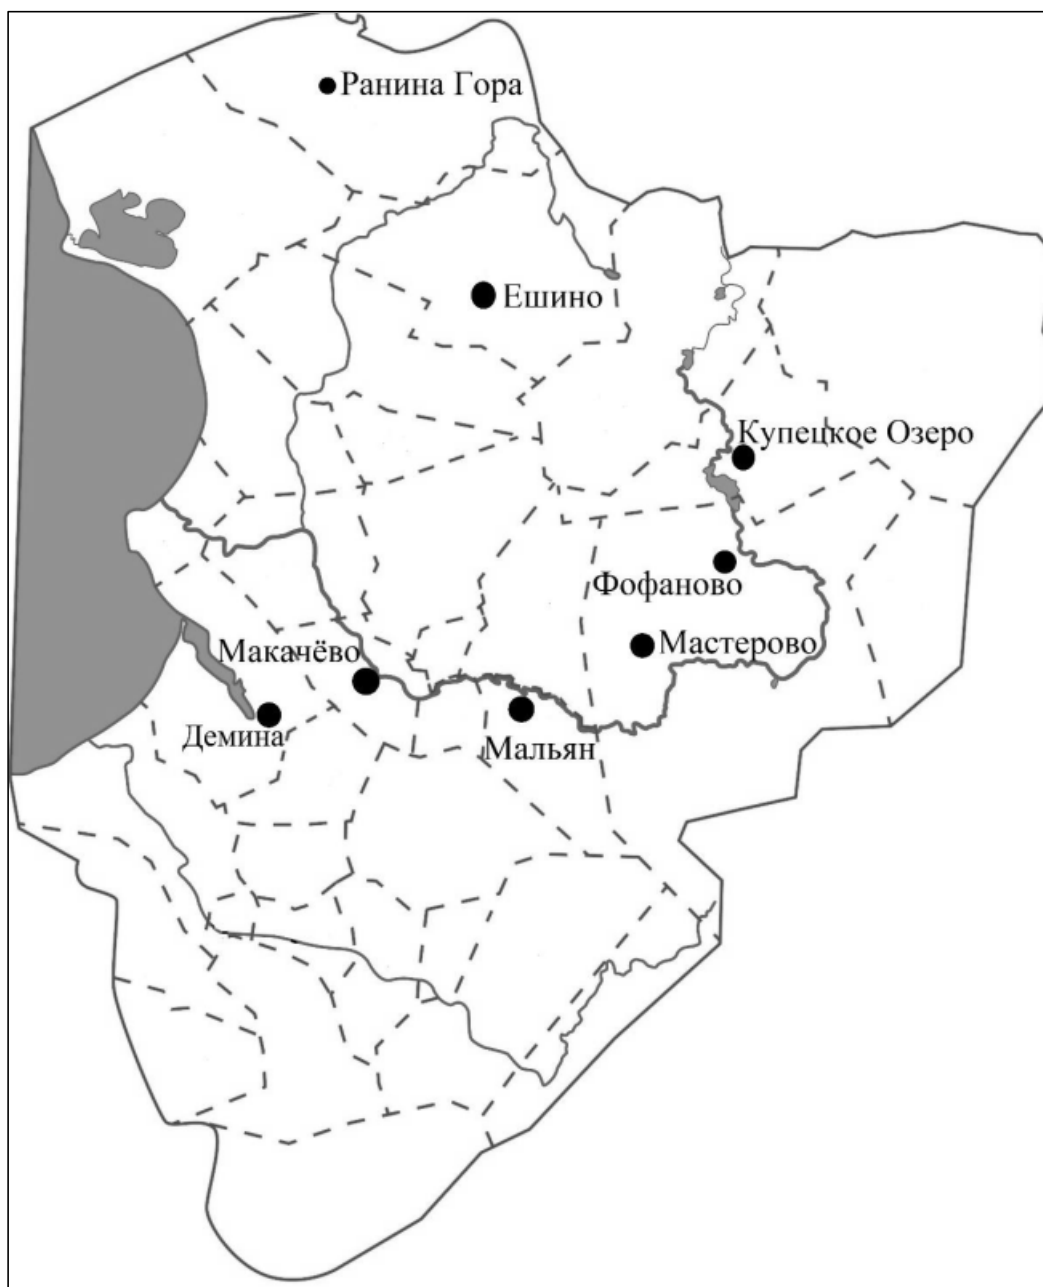 Ранина Гора
Ешино
Купецкое Озеро
Фофаново
Мастерово
Макачёво
Демина
Мальян